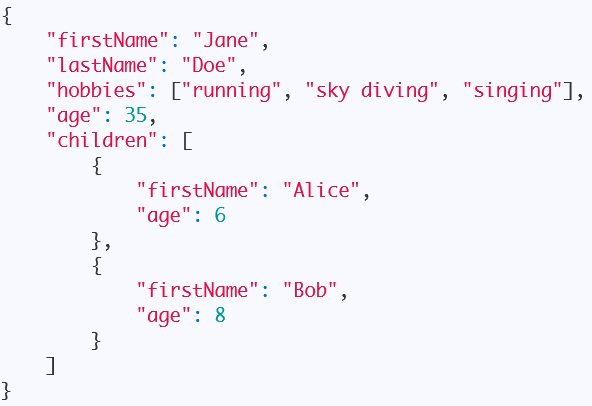 {
    "firstName": "Jane",
    "lastName": "Doe",
    "hobbies": ["running", "sky diving", "singing"],
    "age": 35,
    "children": [
        {
            "firstName": "Alice",
            "age": 6
        },
        {
            "firstName": "Bob",
            "age": 8
        }
    ]
}